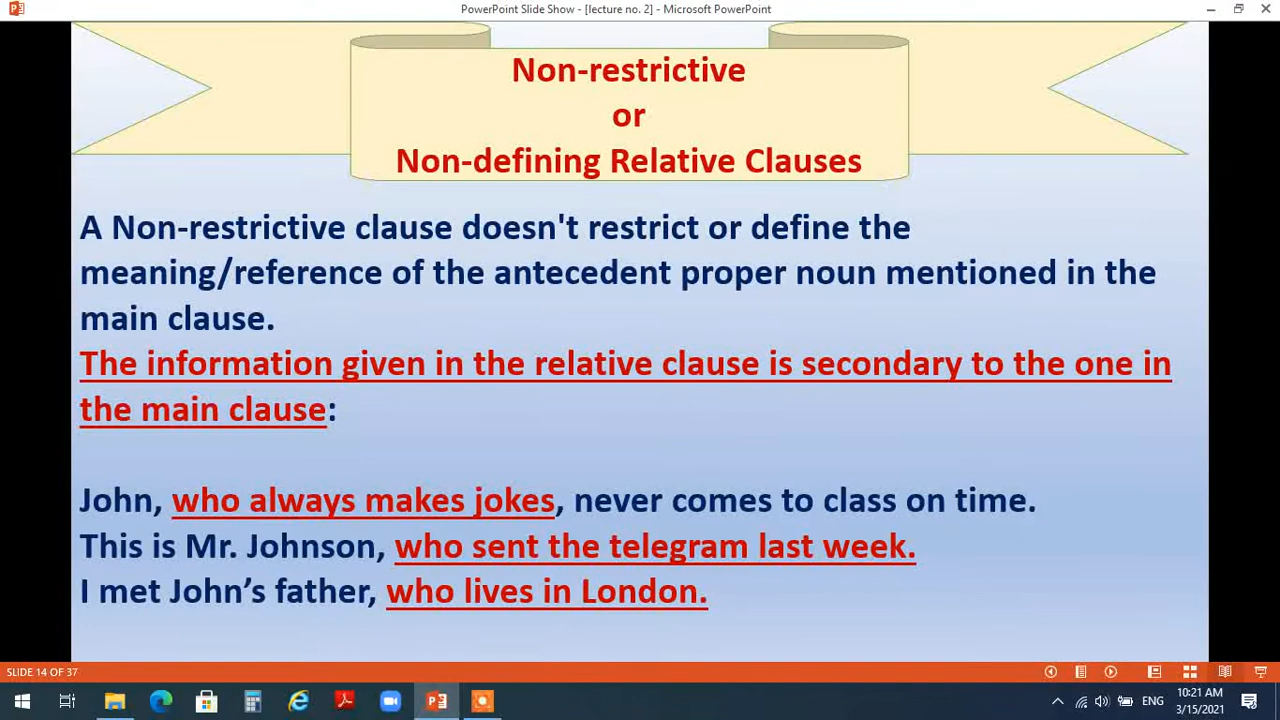 PowerPoint Slide Show - [lecture no. 2] - Microsoft PowerPoint
Non-restrictive
or
Non-defining Relative Clauses
A Non-restrictive clause doesn't restrict or define the
meaning/reference of the antecedent proper noun mentioned in the
main clause.
The information given in the relative clause is secondary to the one in
the main clause:
John, who always makes jokes, never comes to class on time.
This is Mr. Johnson, who sent the telegram last week.
I met John’s father, who lives in London.
SLIDE 14 OF 37
ENG
10:21 AM
3/15/2021